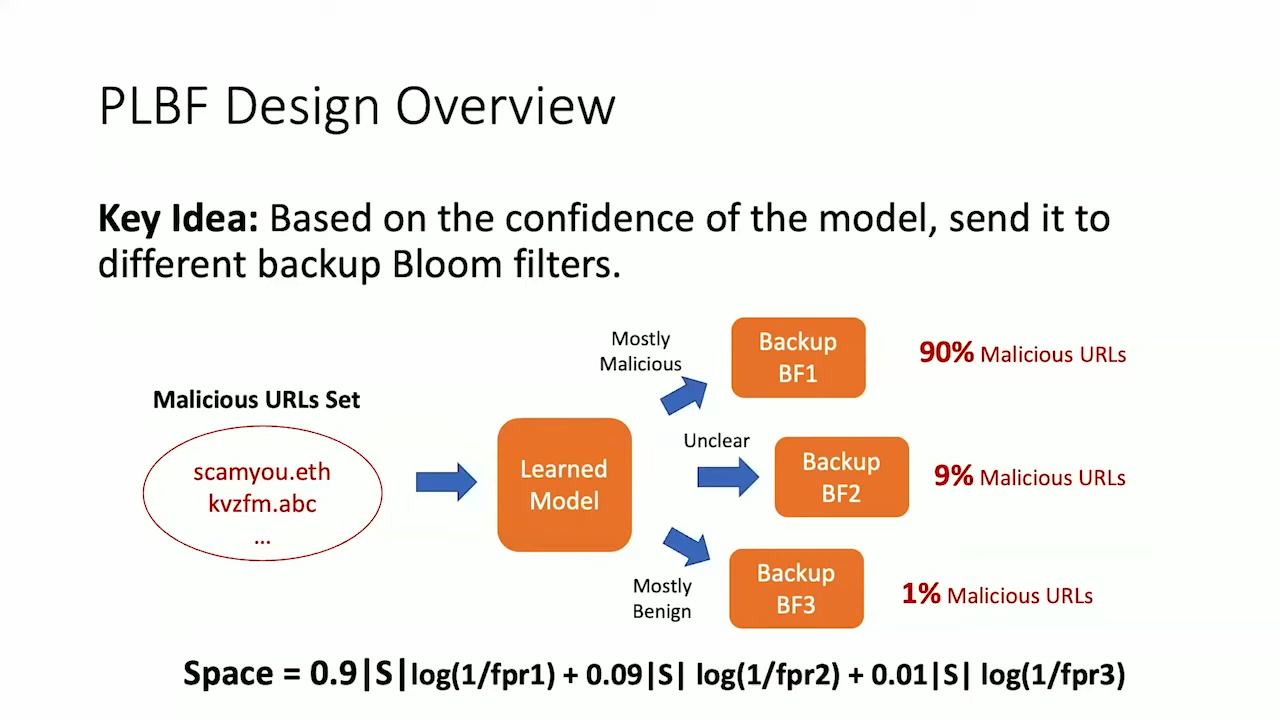 PLBF Design Overview
Key Idea: Based on the confidence of the model, send it to
different backup Bloom filters.
Malicious URLs Set
scamyou.eth
kvzfm.abc
...
Learned
Model
Mostly
Malicious
Backup
BF1
90% Malicious URLs
Unclear
Backup
BF2
9% Malicious URLs
Mostly
Benign
Backup
BF3
1% Malicious URLs
Space = 0.9|S|log(1/fpr1) + 0.09|S| log(1/fpr2) + 0.01|S| log(1/fpr3)